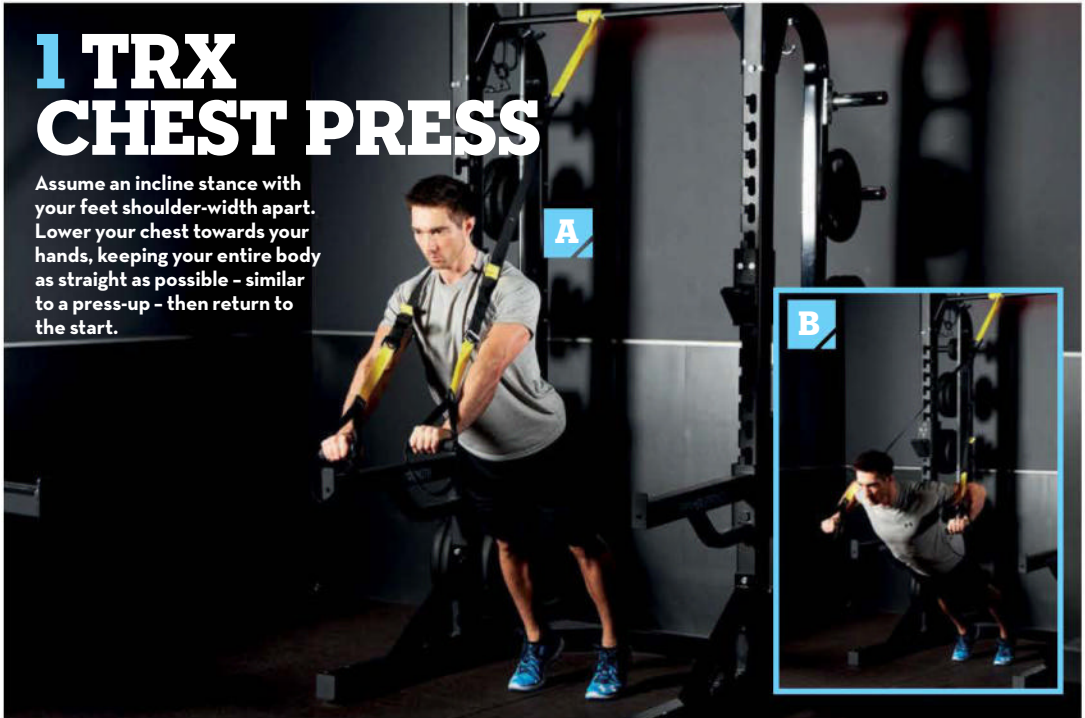 1 TRX
CHEST PRESS
Assume an incline stance with
your feet shoulder-width apart.
Lower your chest towards your
hands, keeping your entire body
as straight as possible – similar
to a press-up – then return to
the start.
A
B